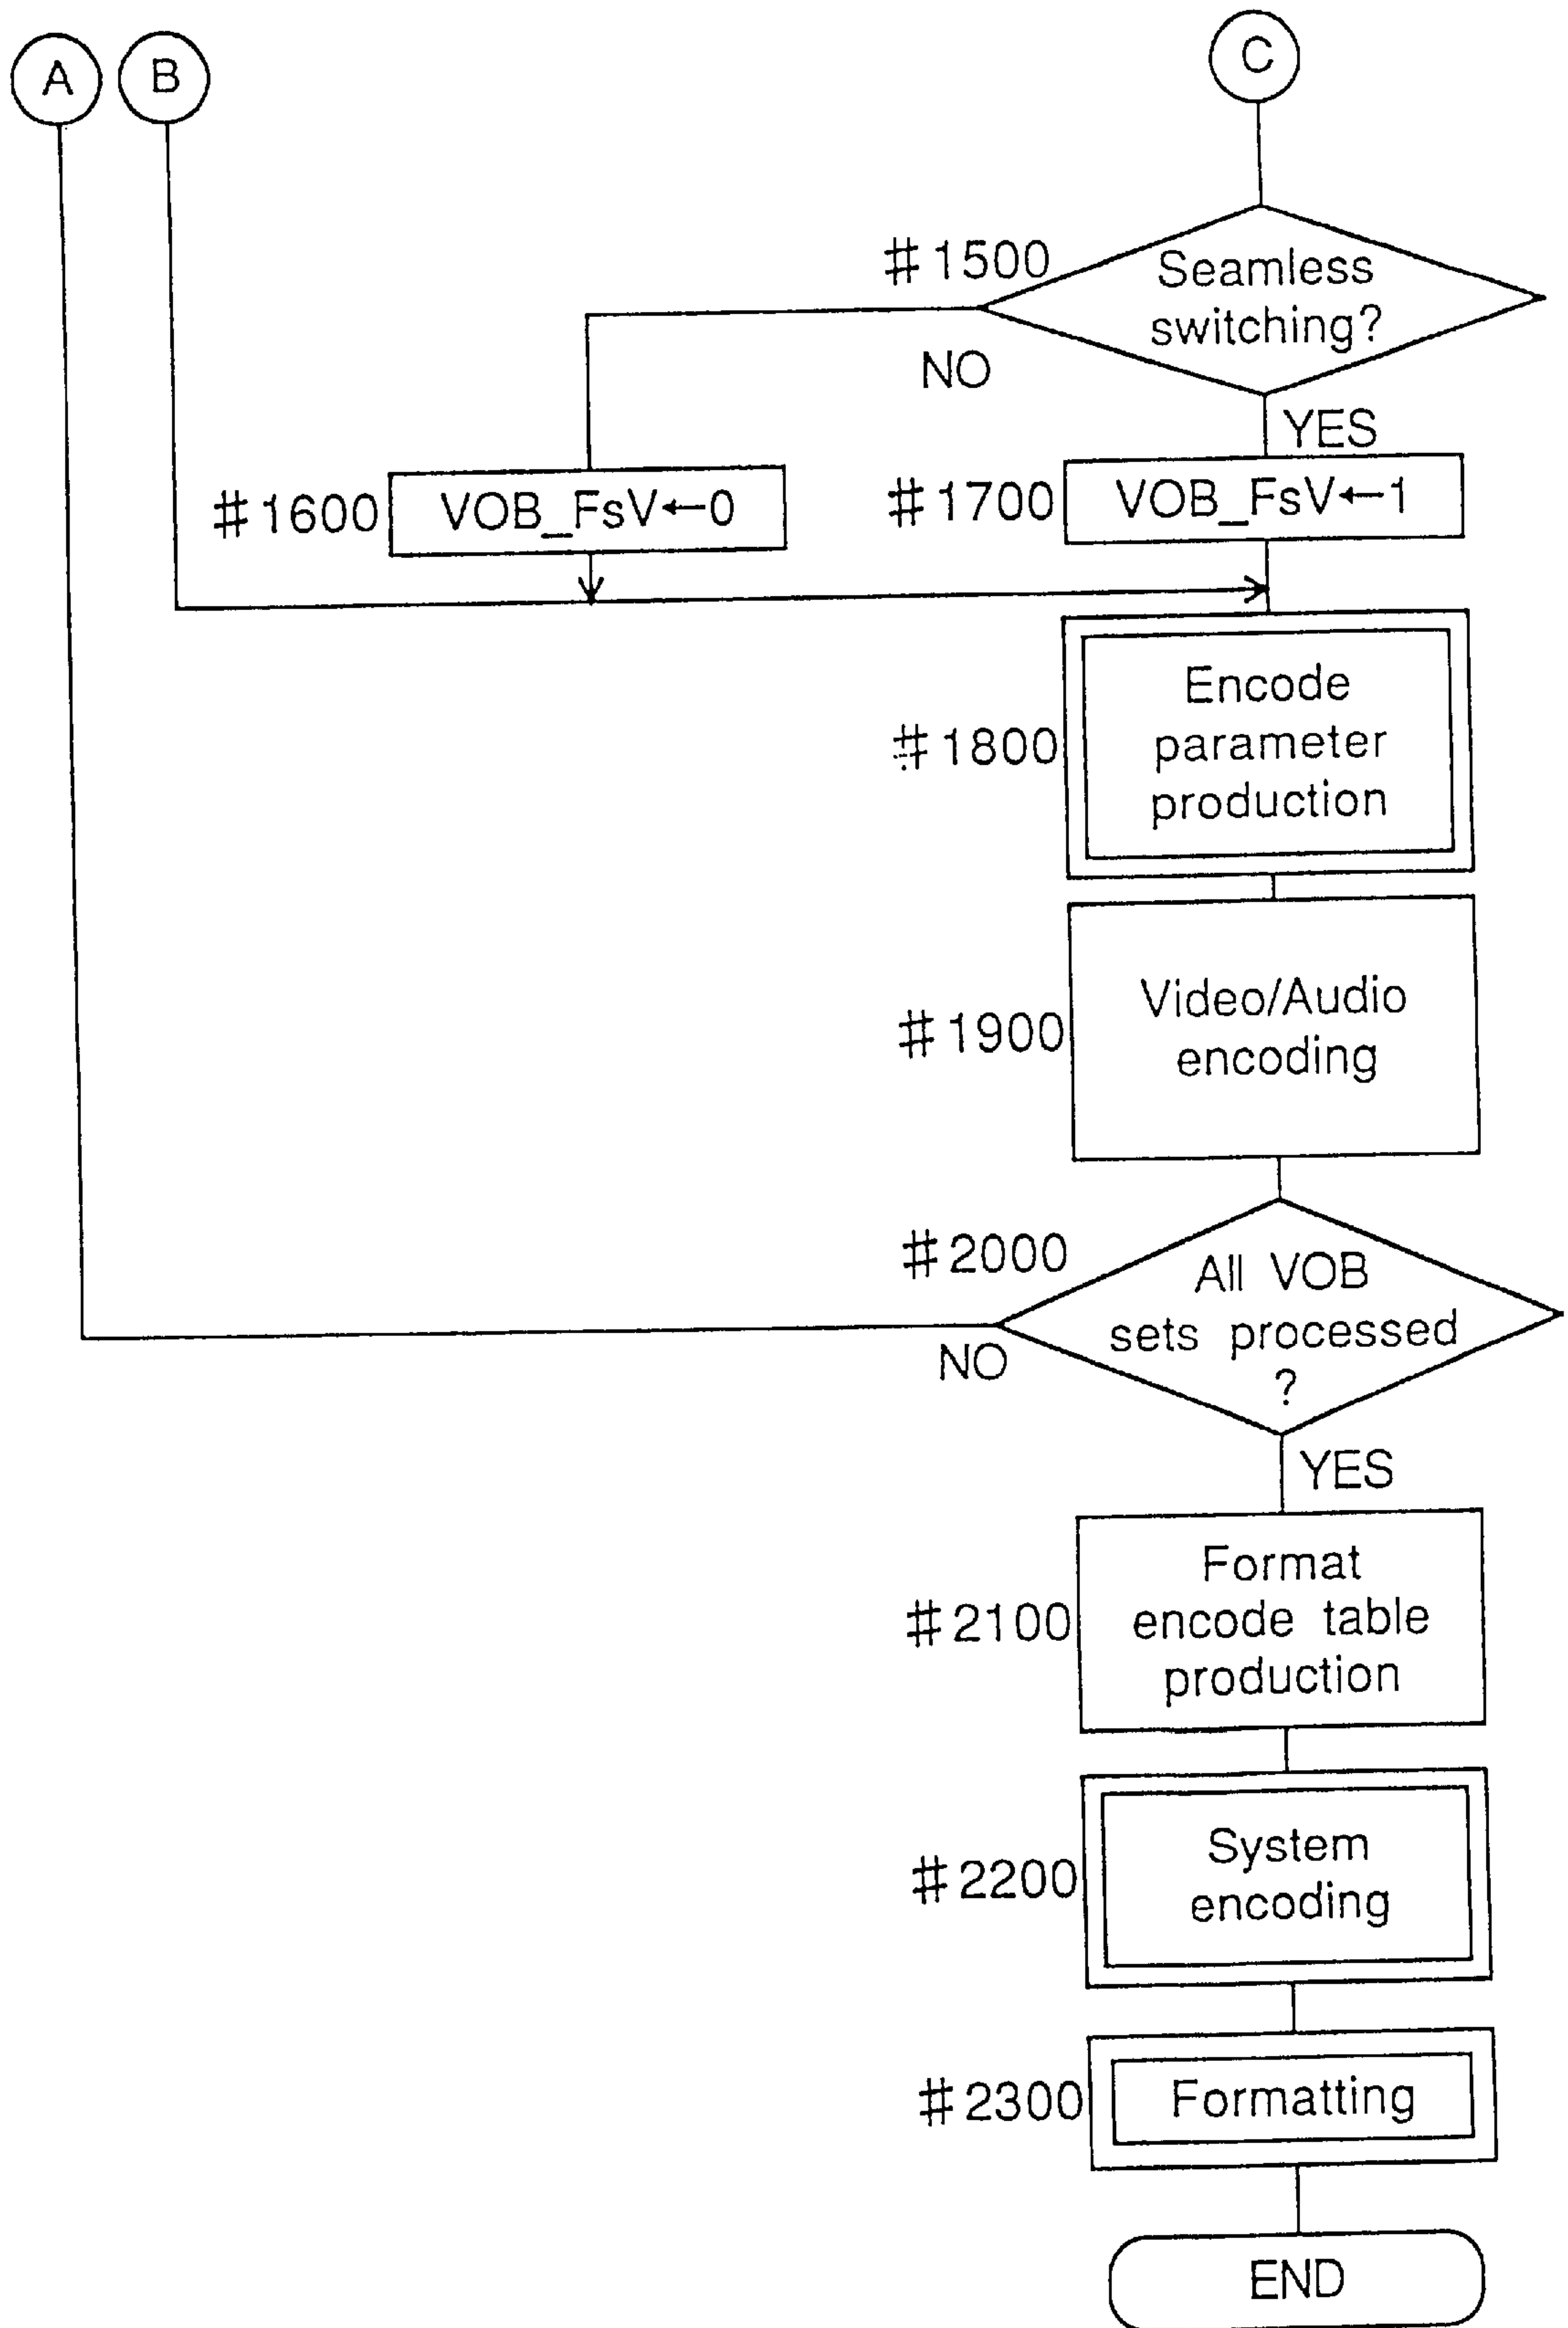 A
B
C
#1500
Seamless
switching?
NO
YES
#1600
VOB_FsV←0
#1700
VOB_FsV←1
#1800
Encode
parameter
production
#1900
Video/Audio
encoding
#2000
All VOB
sets processed
?
NO
YES
#2100
Format
encode table
production
#2200
System
encoding
#2300
Formatting
END